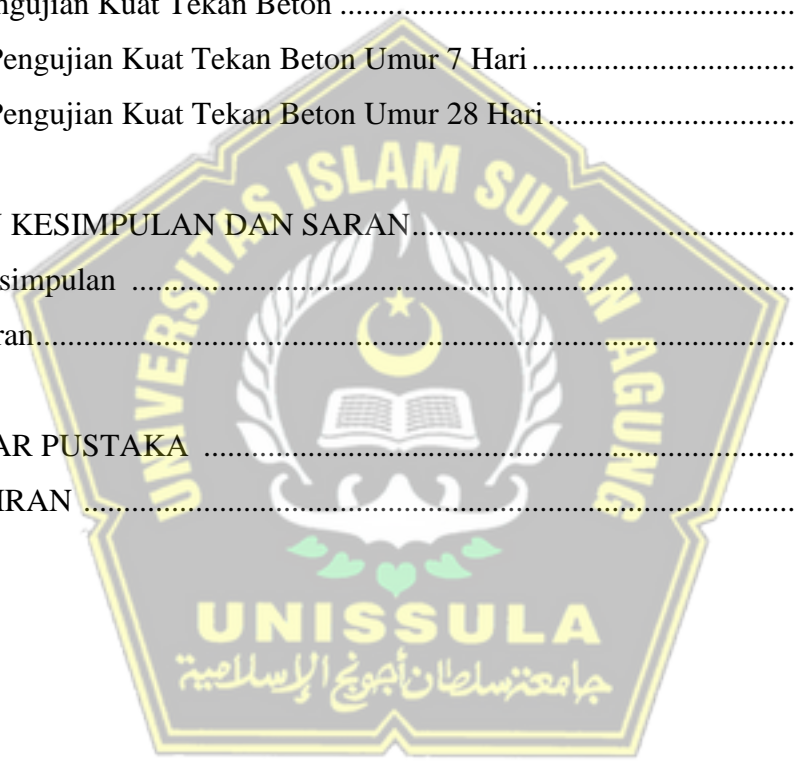 ngujian Kuat Tekan Beton ........................................................
Pengujian Kuat Tekan Beton Umur 7 Hari ................................
Pengujian Kuat Tekan Beton Umur 28 Hari ..............................
KESIMPULAN DAN SARAN ................................................
simpulan ...................................................................................
ran ..............................................................................................
AR PUSTAKA ..........................................................................
IRAN .........................................................................................
UNIVERSITAS ISLAM SULTAN AGUNG
UNISSULA
جامعة سلطان أجونج الإسلامية